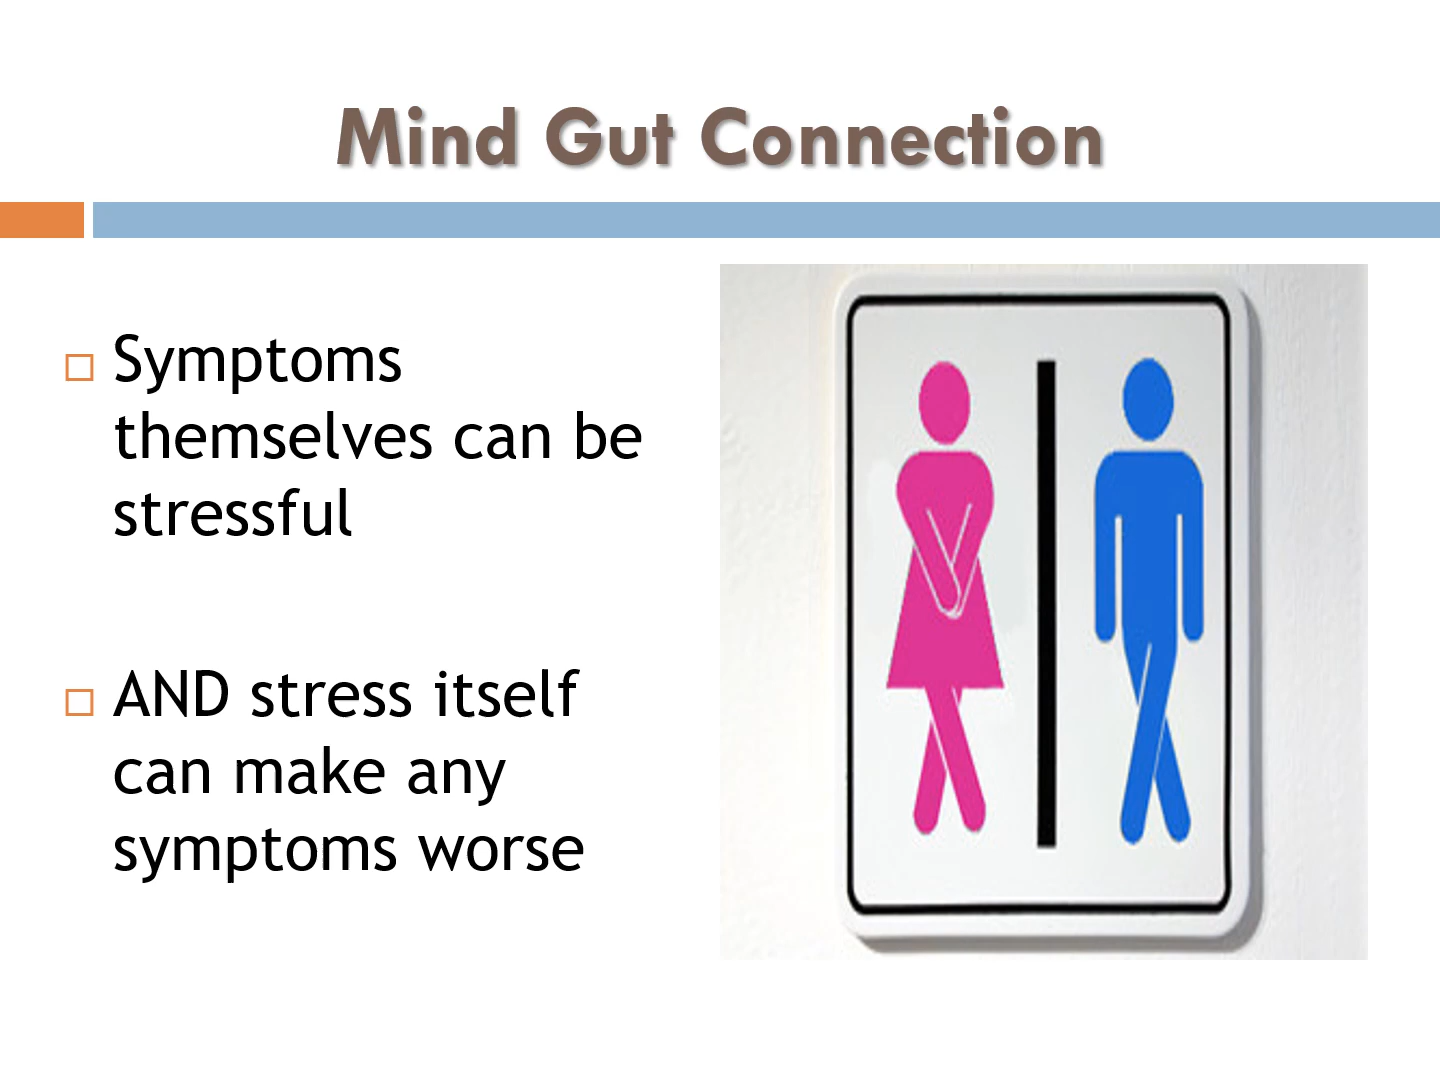 Mind Gut Connection
Symptoms
themselves can be
stressful
AND stress itself
can make any
symptoms worse